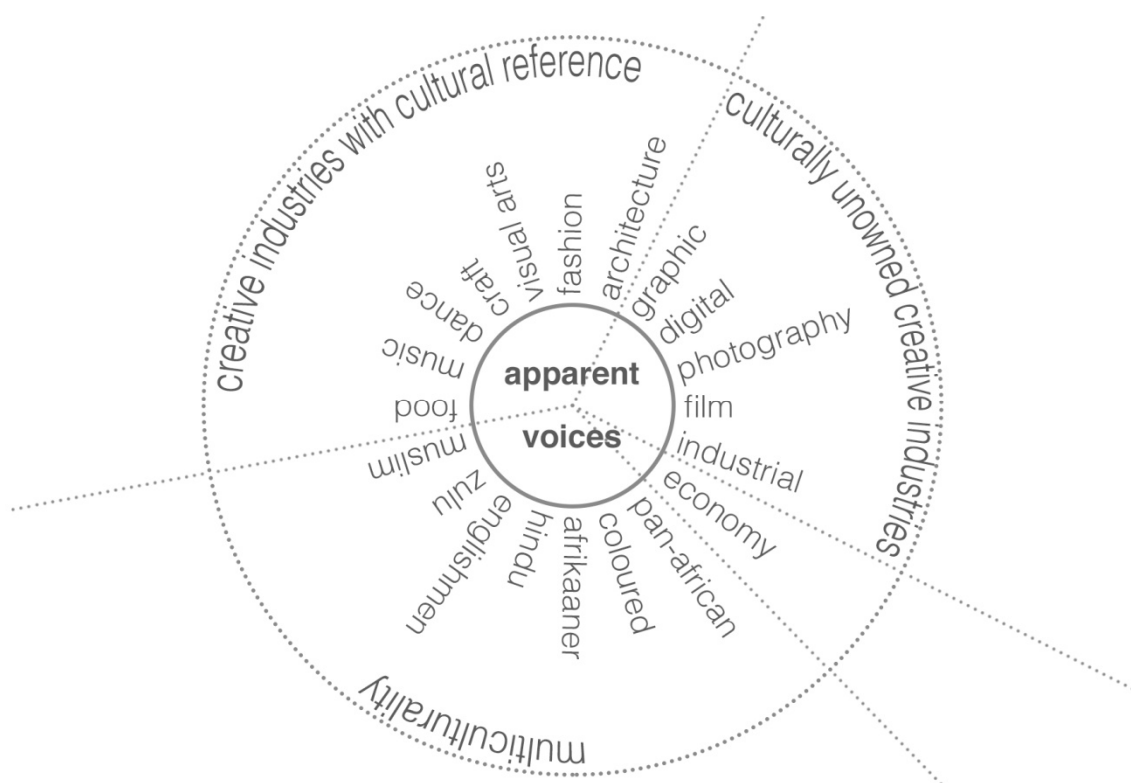 creative industries with cultural reference
culturally unowned creative industries
multiculturality
apparent
voices
food
music
dance
craft
visual arts
fashion
architecture
graphic
digital
photography
film
industrial
economy
pan-african
coloured
afrikaaner
hindu
englishmen
zulu
muslim